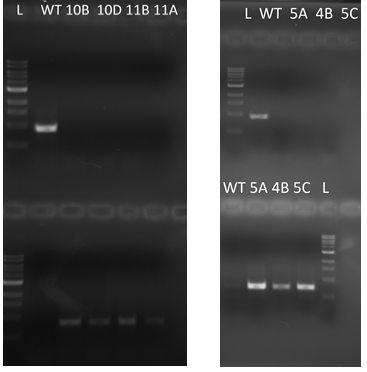 L WT 10B 10D 11B 11A
L WT 5A 4B 5C
WT 5A 4B 5C L